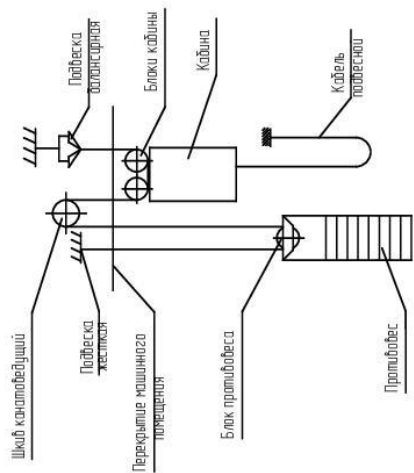 Подвеска
балансирная
Блоки кабины
Кабина
Кабель
подвесной
Шкив канатоведущий
Подвеска
жесткая
Перекрытие машинного
помещения
Блок противовеса
Противовес